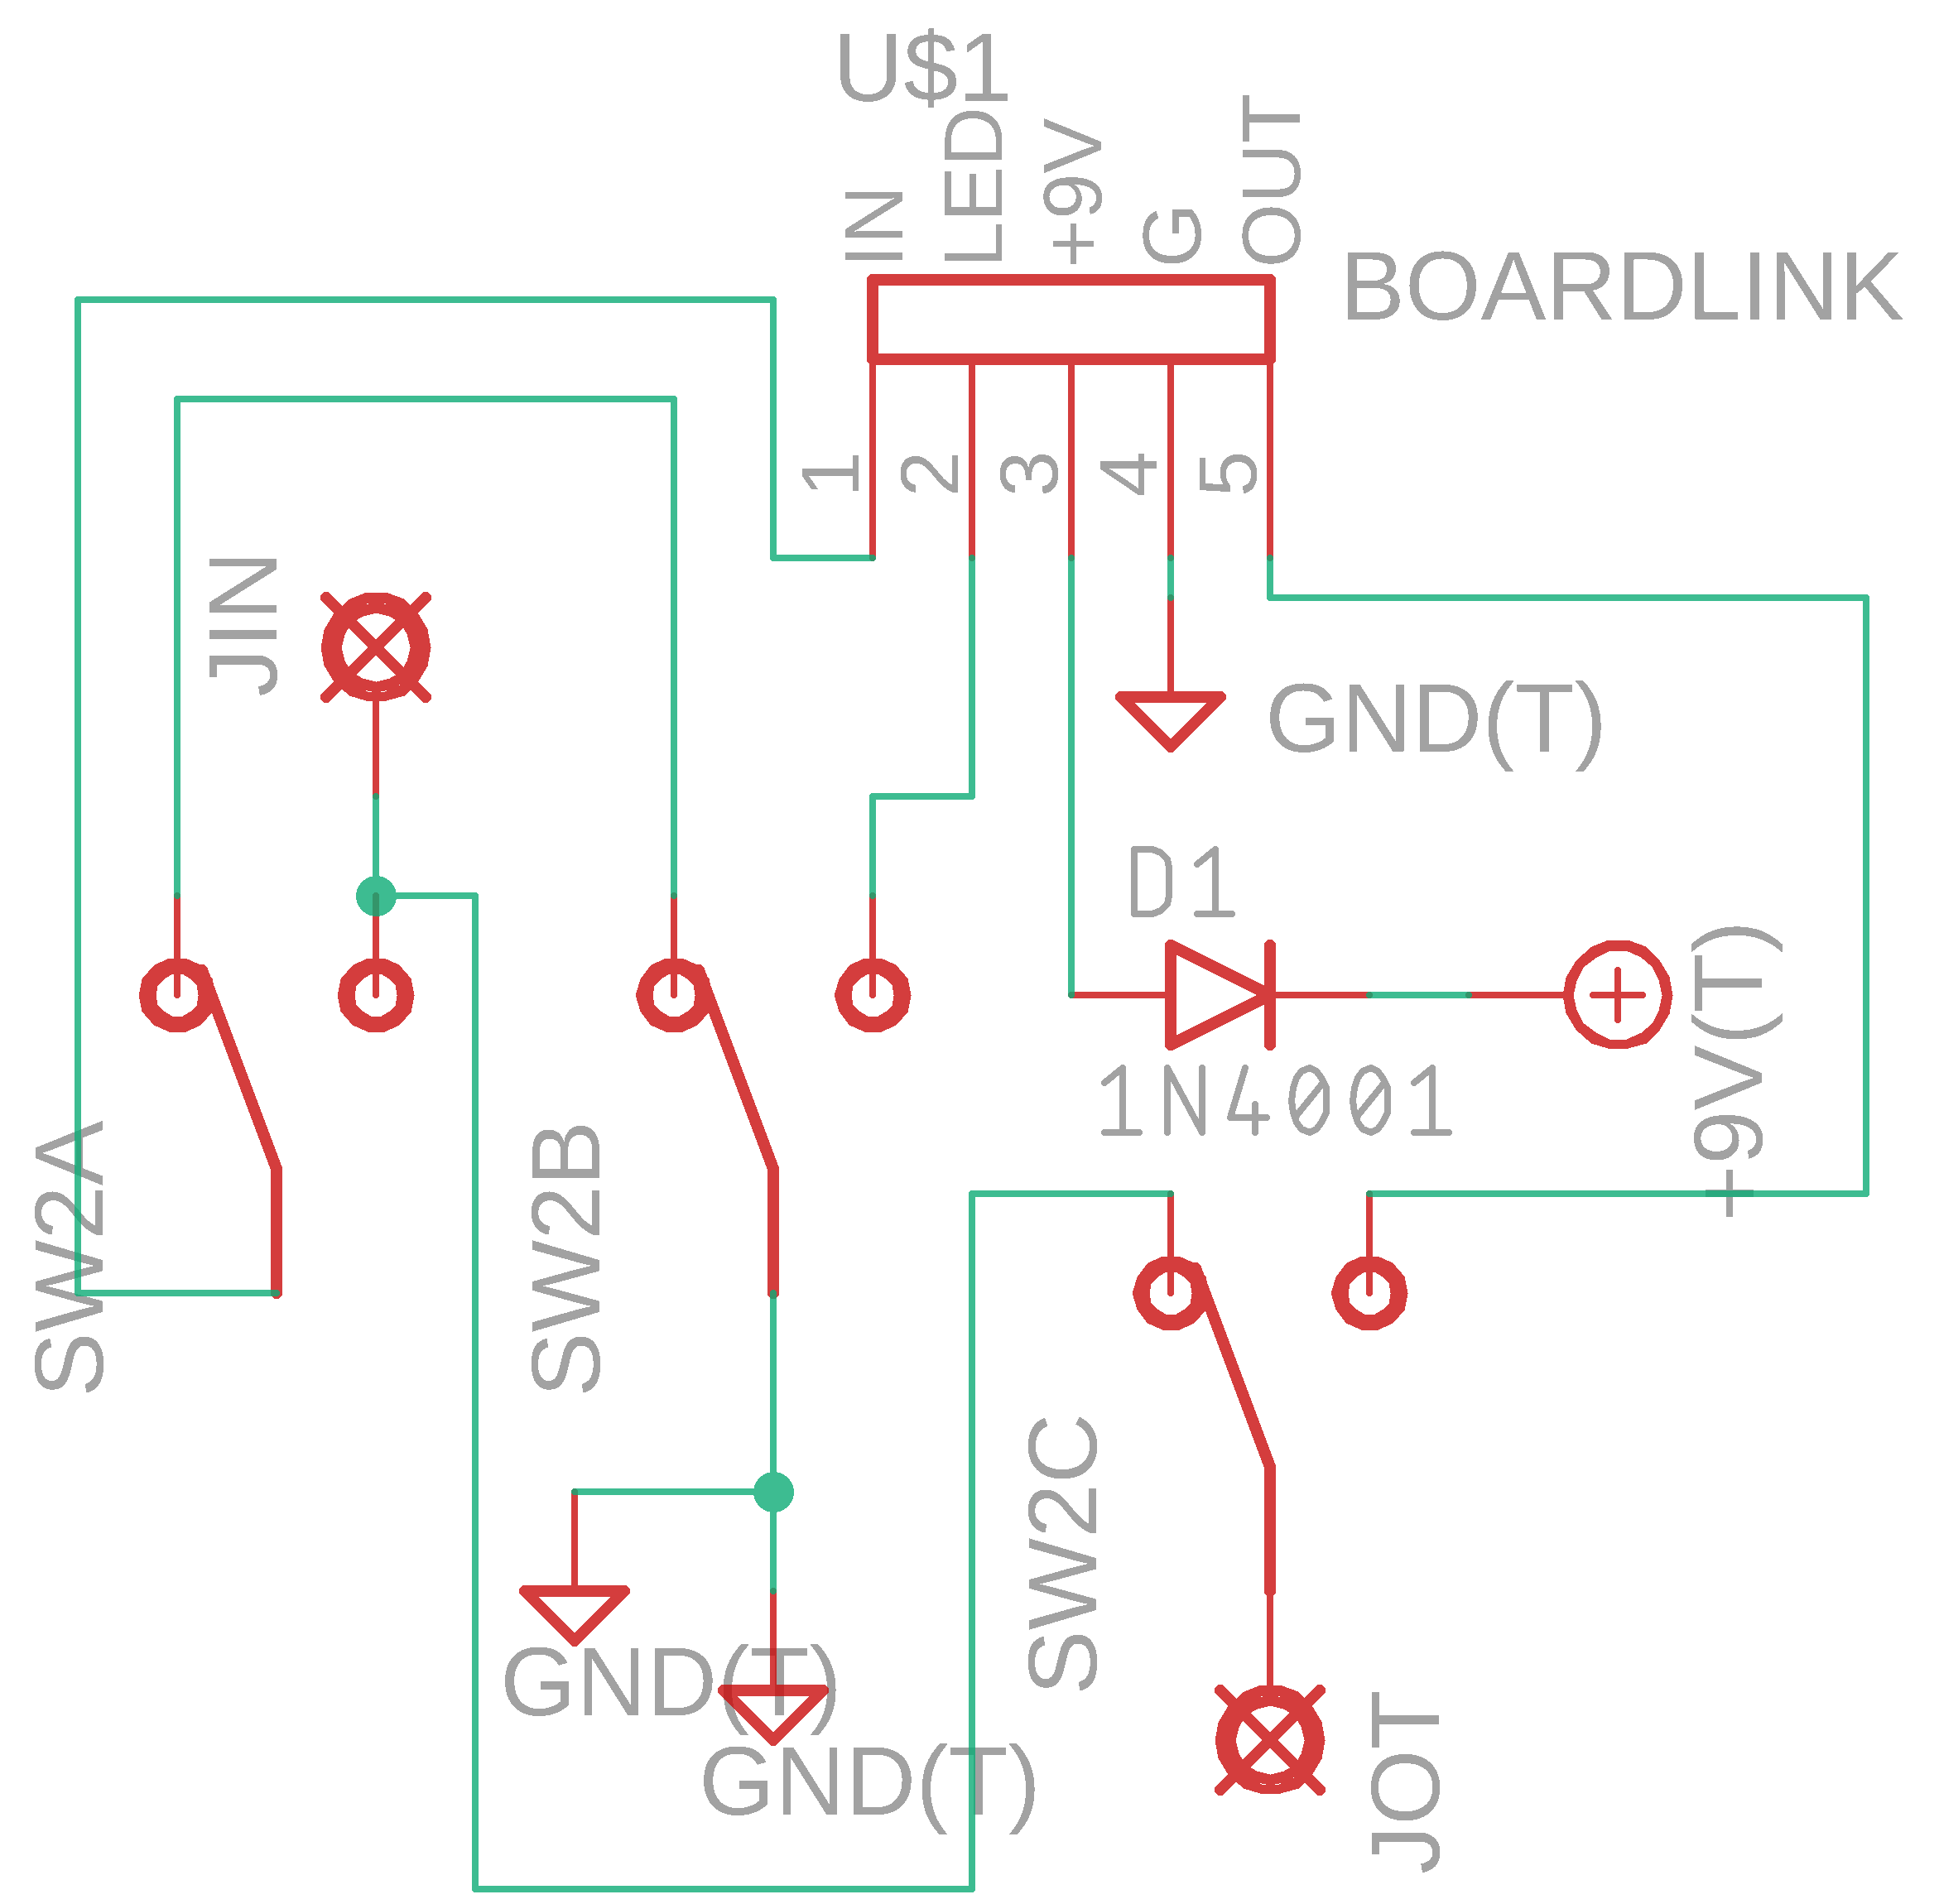 U$1
IN
LED
+9V
G
OUT
BOARDLINK
1
2
3
4
5
JIN
GND(T)
D1
1N4001
+9V(T)
SW2A
SW2B
SW2C
GND(T)
GND(T)
JOT